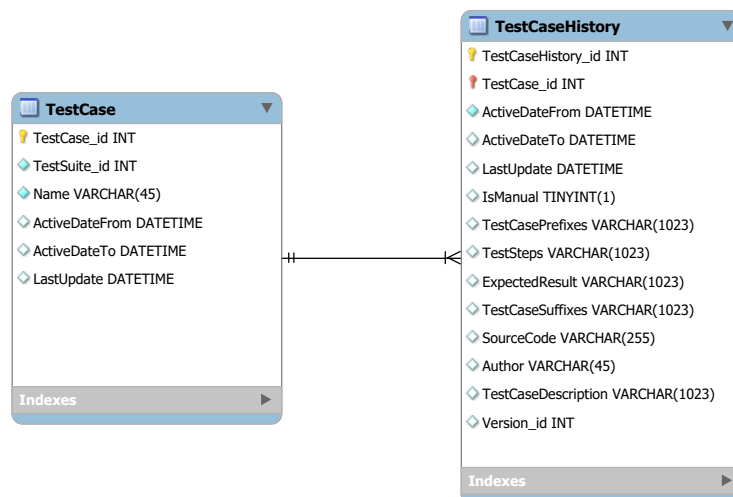 TestCase
TestCase_id INT
TestSuite_id INT
Name VARCHAR(45)
ActiveDateFrom DATETIME
ActiveDateTo DATETIME
LastUpdate DATETIME
Indexes
TestCaseHistory
TestCaseHistory_id INT
TestCase_id INT
ActiveDateFrom DATETIME
ActiveDateTo DATETIME
LastUpdate DATETIME
IsManual TINYINT(1)
TestCasePrefixes VARCHAR(1023)
TestSteps VARCHAR(1023)
ExpectedResult VARCHAR(1023)
TestCaseSuffixes VARCHAR(1023)
SourceCode VARCHAR(255)
Author VARCHAR(45)
TestCaseDescription VARCHAR(1023)
Version_id INT
Indexes